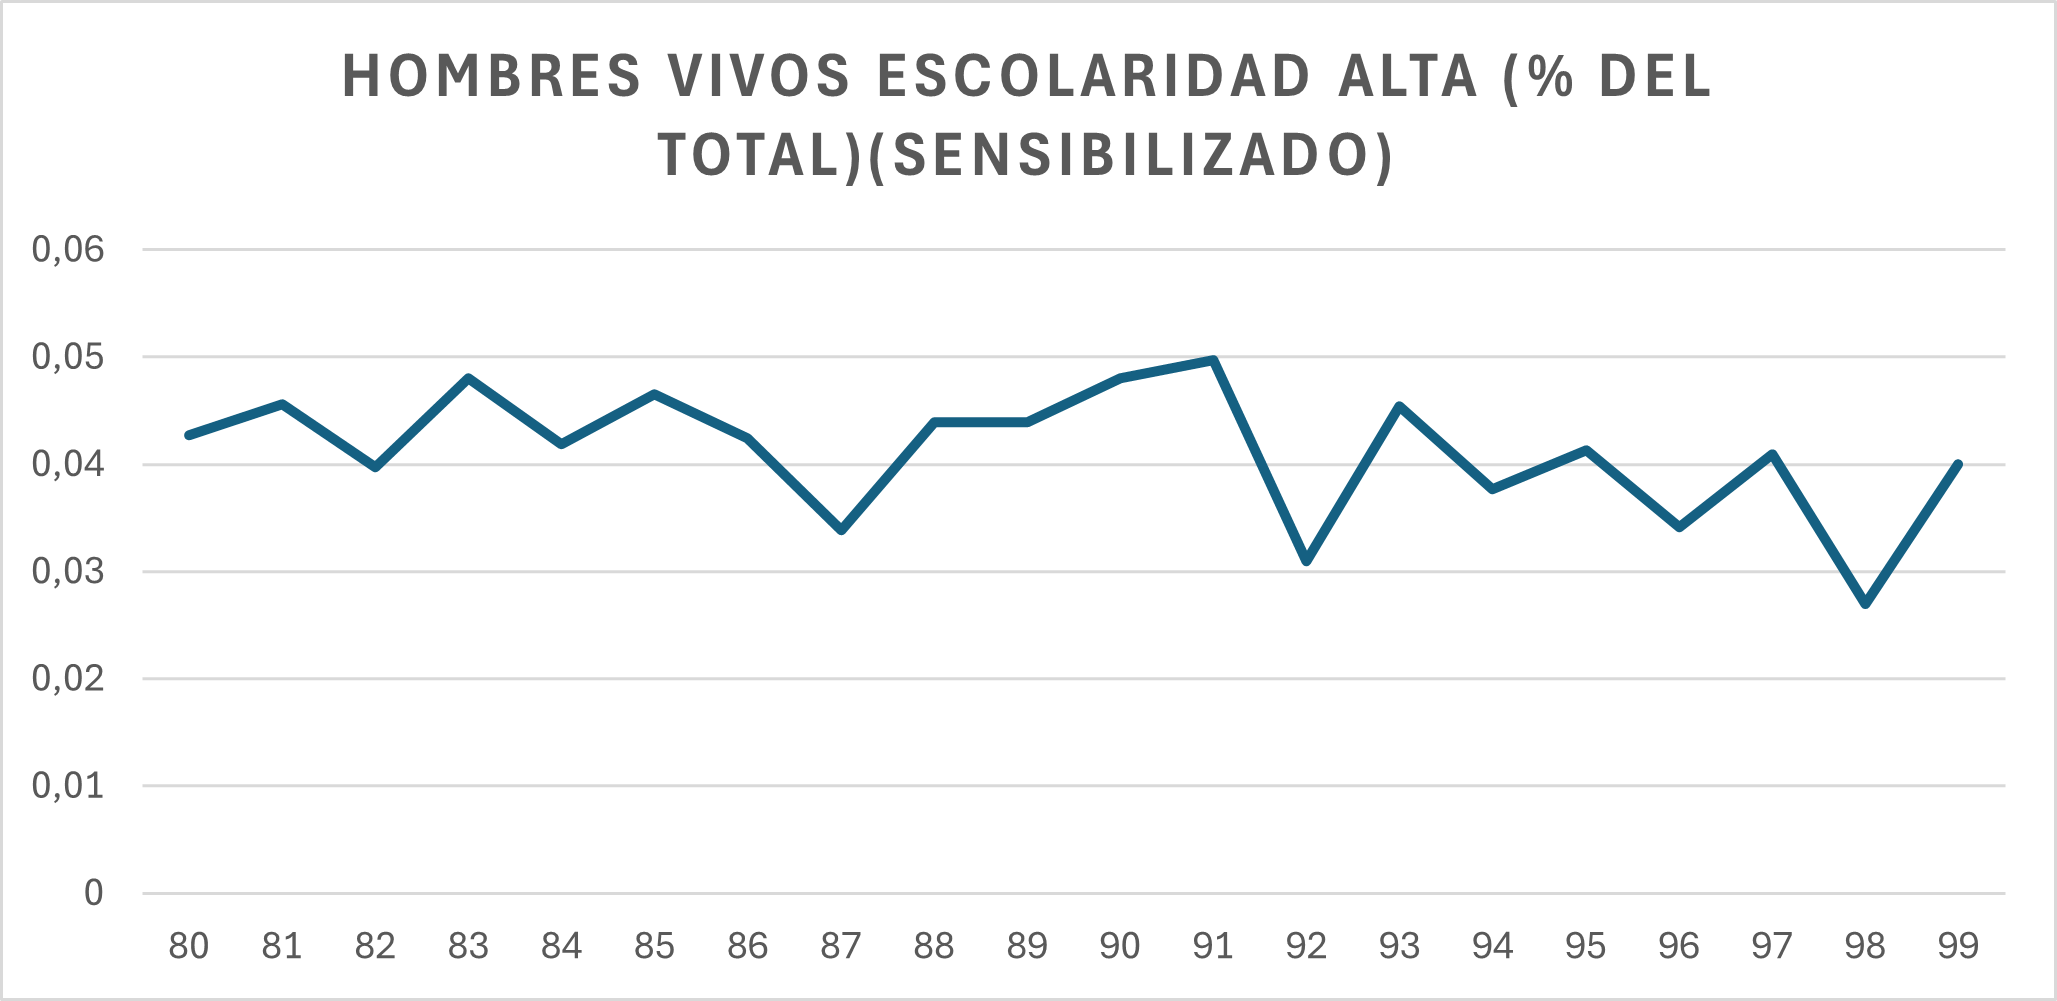 HOMBRES VIVOS ESCOLARIDAD ALTA (% DEL
TOTAL)(SENSIBILIZADO)
0,06
0,05
0,04
0,03
0,02
0,01
0
80 81 82 83 84 85 86 87 88 89 90 91 92 93 94 95 96 97 98 99